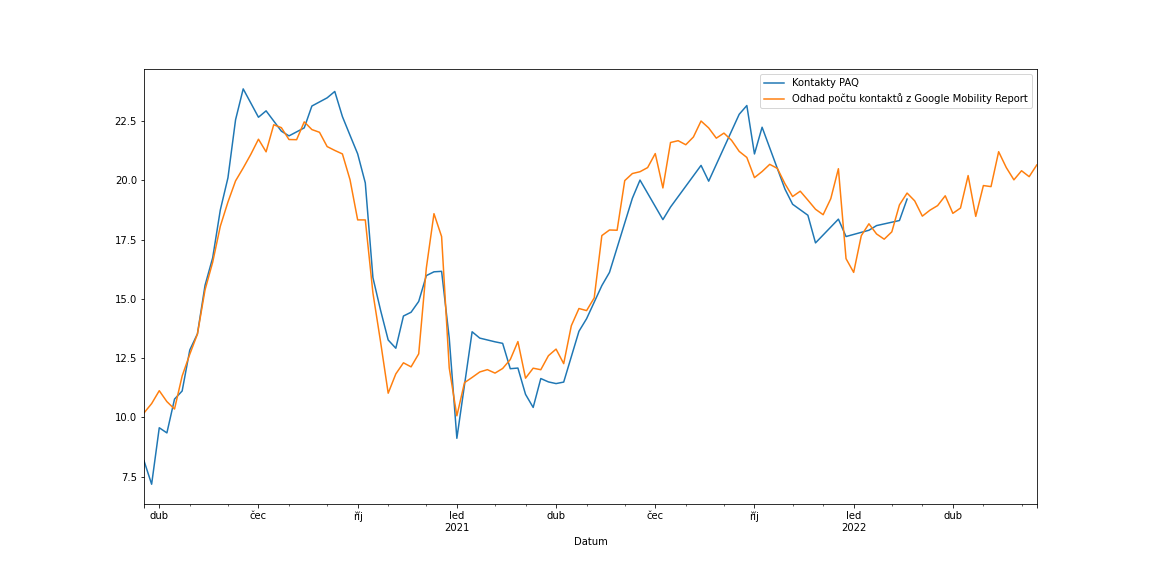 Kontakty PAQ
Odhad počtu kontaktů z Google Mobility Report
22.5
20.0
17.5
15.0
12.5
10.0
7.5
dub čec říj led dub čec říj led dub
2021 2022
Datum